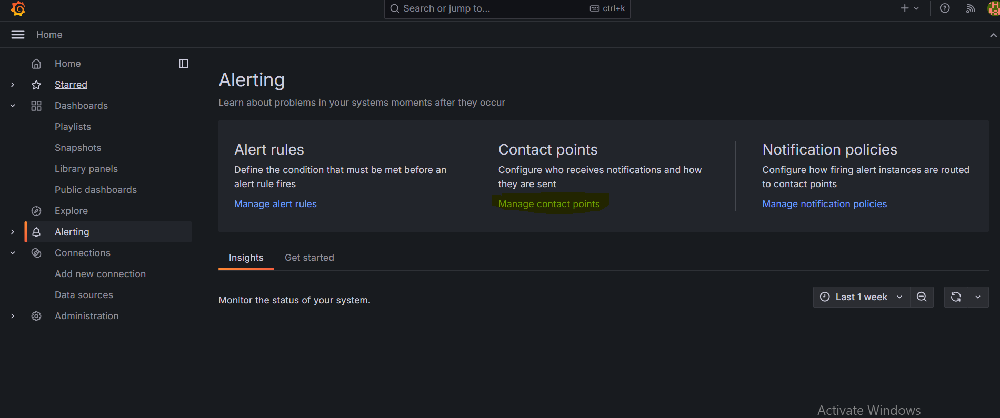 Search or jump to...
ctrl+k
Home
Home
Starred
Dashboards
Playlists
Snapshots
Library panels
Public dashboards
Explore
Alerting
Connections
Add new connection
Data sources
Administration
Alerting
Learn about problems in your systems moments after they occur
Alert rules
Define the condition that must be met before an
alert rule fires
Manage alert rules
Contact points
Configure who receives notifications and how
they are sent
Manage contact points
Notification policies
Configure how firing alert instances are routed
to contact points
Manage notification policies
Insights
Get started
Monitor the status of your system.
Last 1 week
Activate Windows